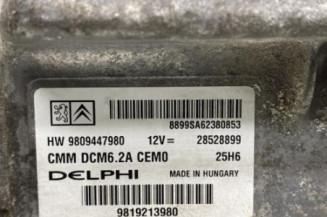 8899SA62380853
HW 9809447980 12V= 28528899
CMM DCM6.2A CEM0 25H6
DELPHI MADE IN HUNGARY
9819213980